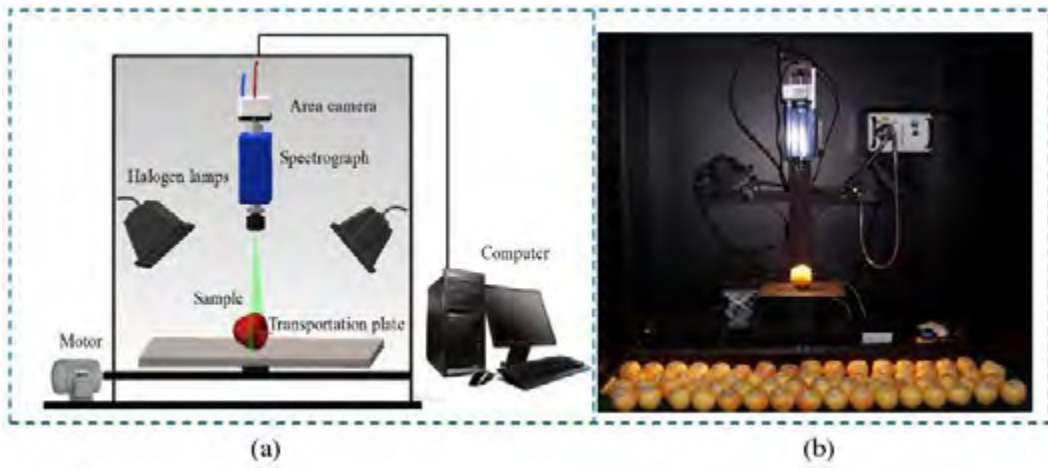 Area camera
Spectrograph
Halogen lamps
Computer
Sample
Transportation plate
Motor
(a)
(b)